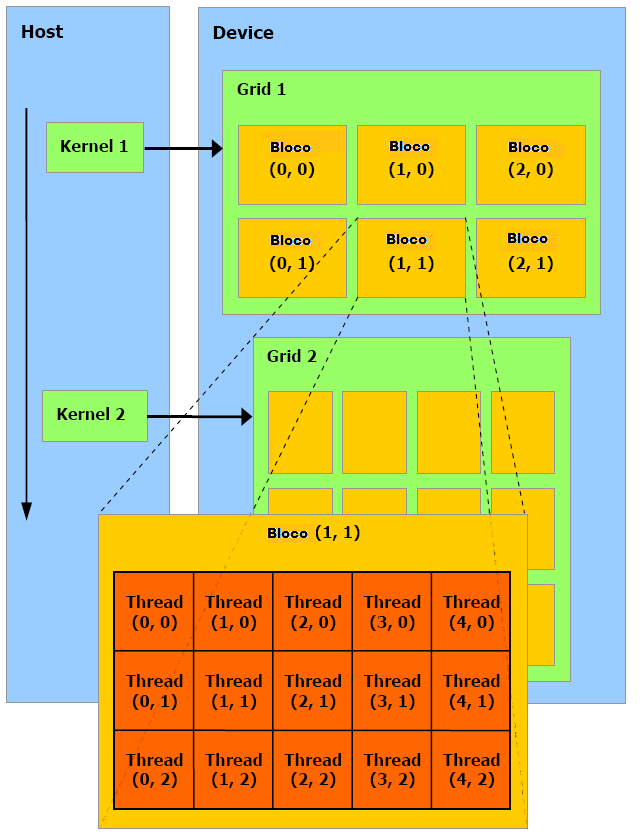 Host
Device
Grid 1
Kernel 1
Bloco
(0, 0)
Bloco
(1, 0)
Bloco
(2, 0)
Bloco
(0, 1)
Bloco
(1, 1)
Bloco
(2, 1)
Grid 2
Kernel 2
Bloco (1, 1)
Thread
(0, 0)
Thread
(1, 0)
Thread
(2, 0)
Thread
(3, 0)
Thread
(4, 0)
Thread
(0, 1)
Thread
(1, 1)
Thread
(2, 1)
Thread
(3, 1)
Thread
(4, 1)
Thread
(0, 2)
Thread
(1, 2)
Thread
(2, 2)
Thread
(3, 2)
Thread
(4, 2)